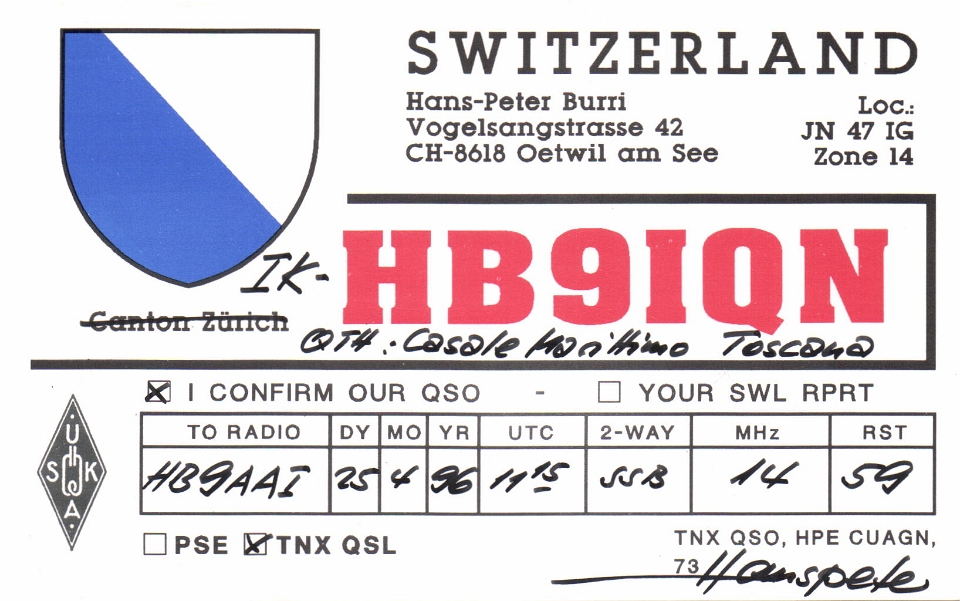 SWITZERLAND
Hans-Peter Burri
Vogelsangstrasse 42
CH-8618 Oetwil am See
Loc.:
JN 47 IG
Zone 14
IK-HB9IQN
Canton Zürich
QTH: Casale Marittimo Toscana
I CONFIRM OUR QSO - YOUR SWL RPRT
TO RADIO DY MO YR UTC 2-WAY MHz RST
HB9AAI 25 4 96 1115 SSB 14 59
USKA
PSE TNX QSL
TNX QSO, HPE CUAGN,
73 Hanspeter